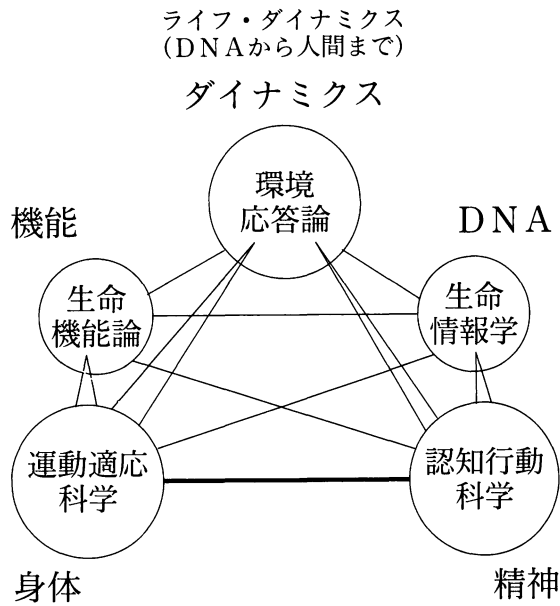 ライフ・ダイナミクス
(DNAから人間まで)
ダイナミクス
環境
応答論
機能
DNA
生命
機能論
生命
情報学
運動適応
科学
認知行動
科学
身体
精神